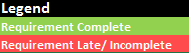 Legend
Requirement Complete
Requirement Late/ Incomplete